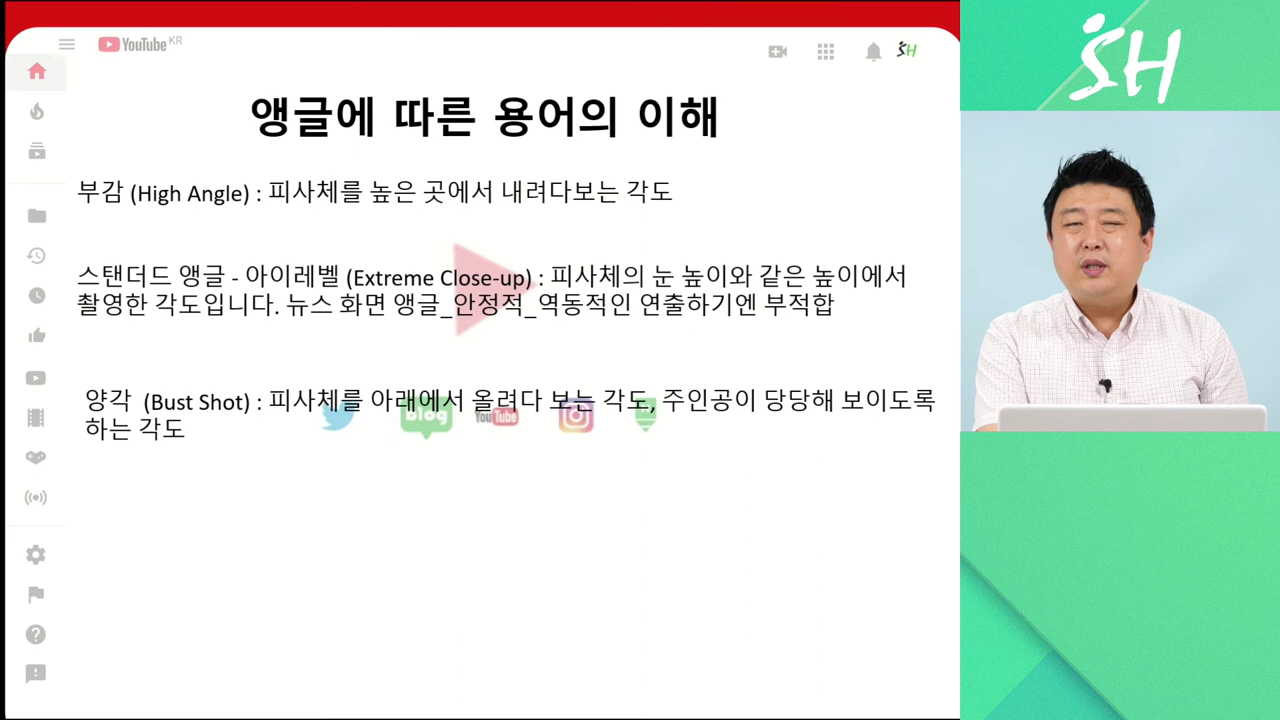 YouTube KR
SH
SH
앵글에 따른 용어의 이해
부감 (High Angle) : 피사체를 높은 곳에서 내려다보는 각도
스탠더드 앵글 - 아이레벨 (Extreme Close-up) : 피사체의 눈 높이와 같은 높이에서
촬영한 각도입니다. 뉴스 화면 앵글_안정적_역동적인 연출하기엔 부적합
양각 (Bust Shot) : 피사체를 아래에서 올려다 보는 각도, 주인공이 당당해 보이도록
하는 각도
blog
YouTube